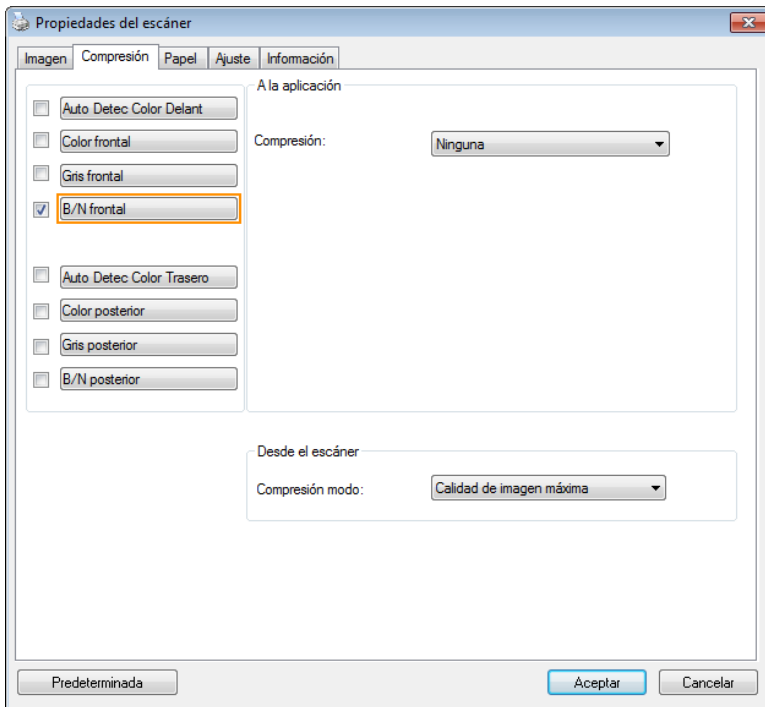 Propiedades del escáner
Imagen Compresión Papel Ajuste Información
Auto Detec Color Delant
Color frontal
Gris frontal
B/N frontal
Auto Detec Color Trasero
Color posterior
Gris posterior
B/N posterior
A la aplicación
Compresión: Ninguna
Desde el escáner
Compresión modo: Calidad de imagen máxima
Predeterminada Aceptar Cancelar